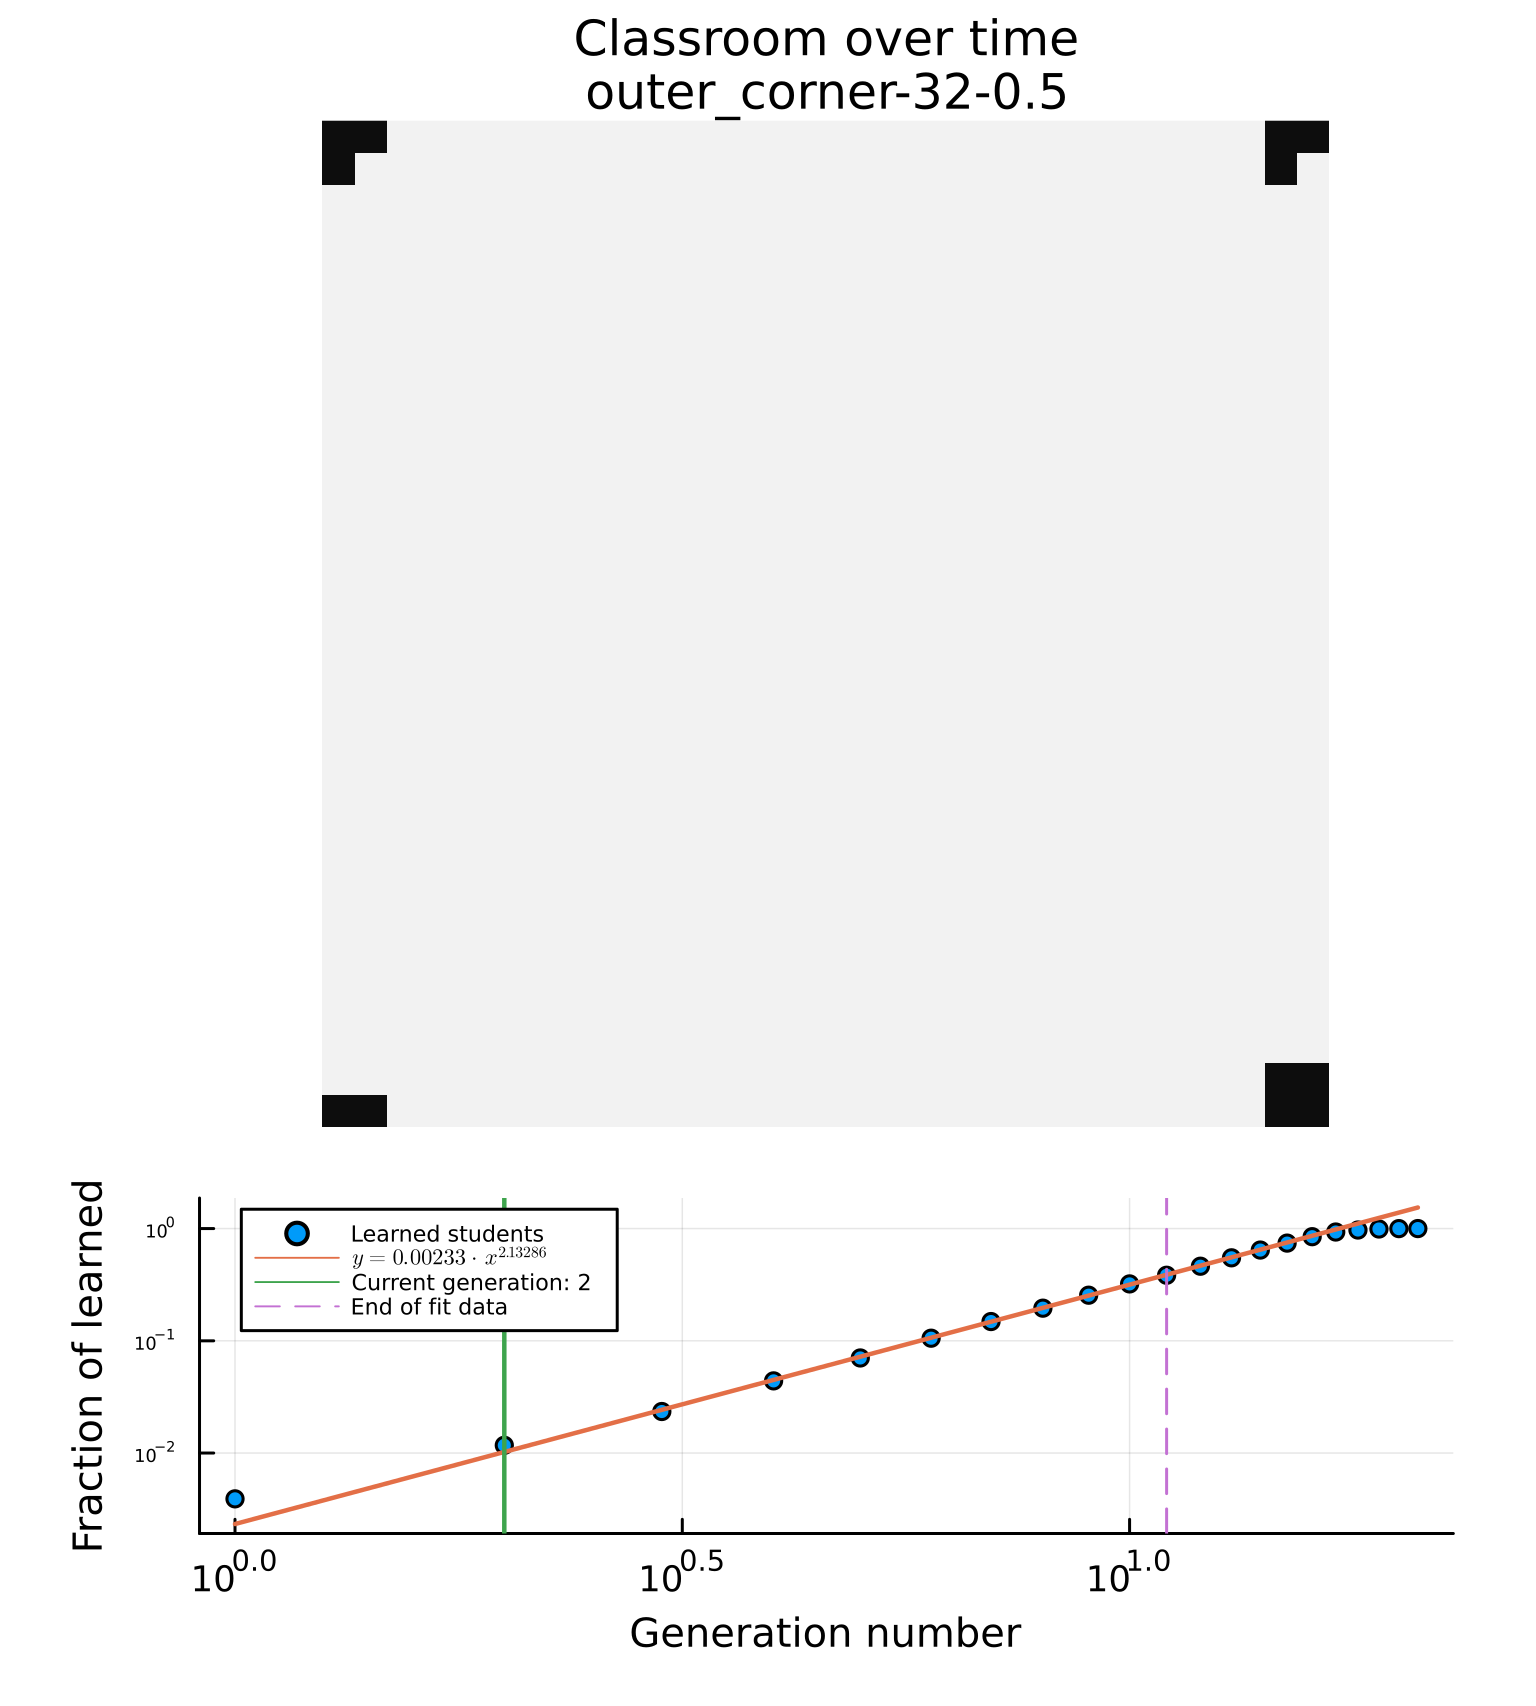 Classroom over time
outer_corner-32-0.5
Fraction of learned
10^0
10^−1
10^−2
Learned students
y = 0.00233 · x^2.13286
Current generation: 2
End of fit data
10^0.0 10^0.5 10^1.0
Generation number